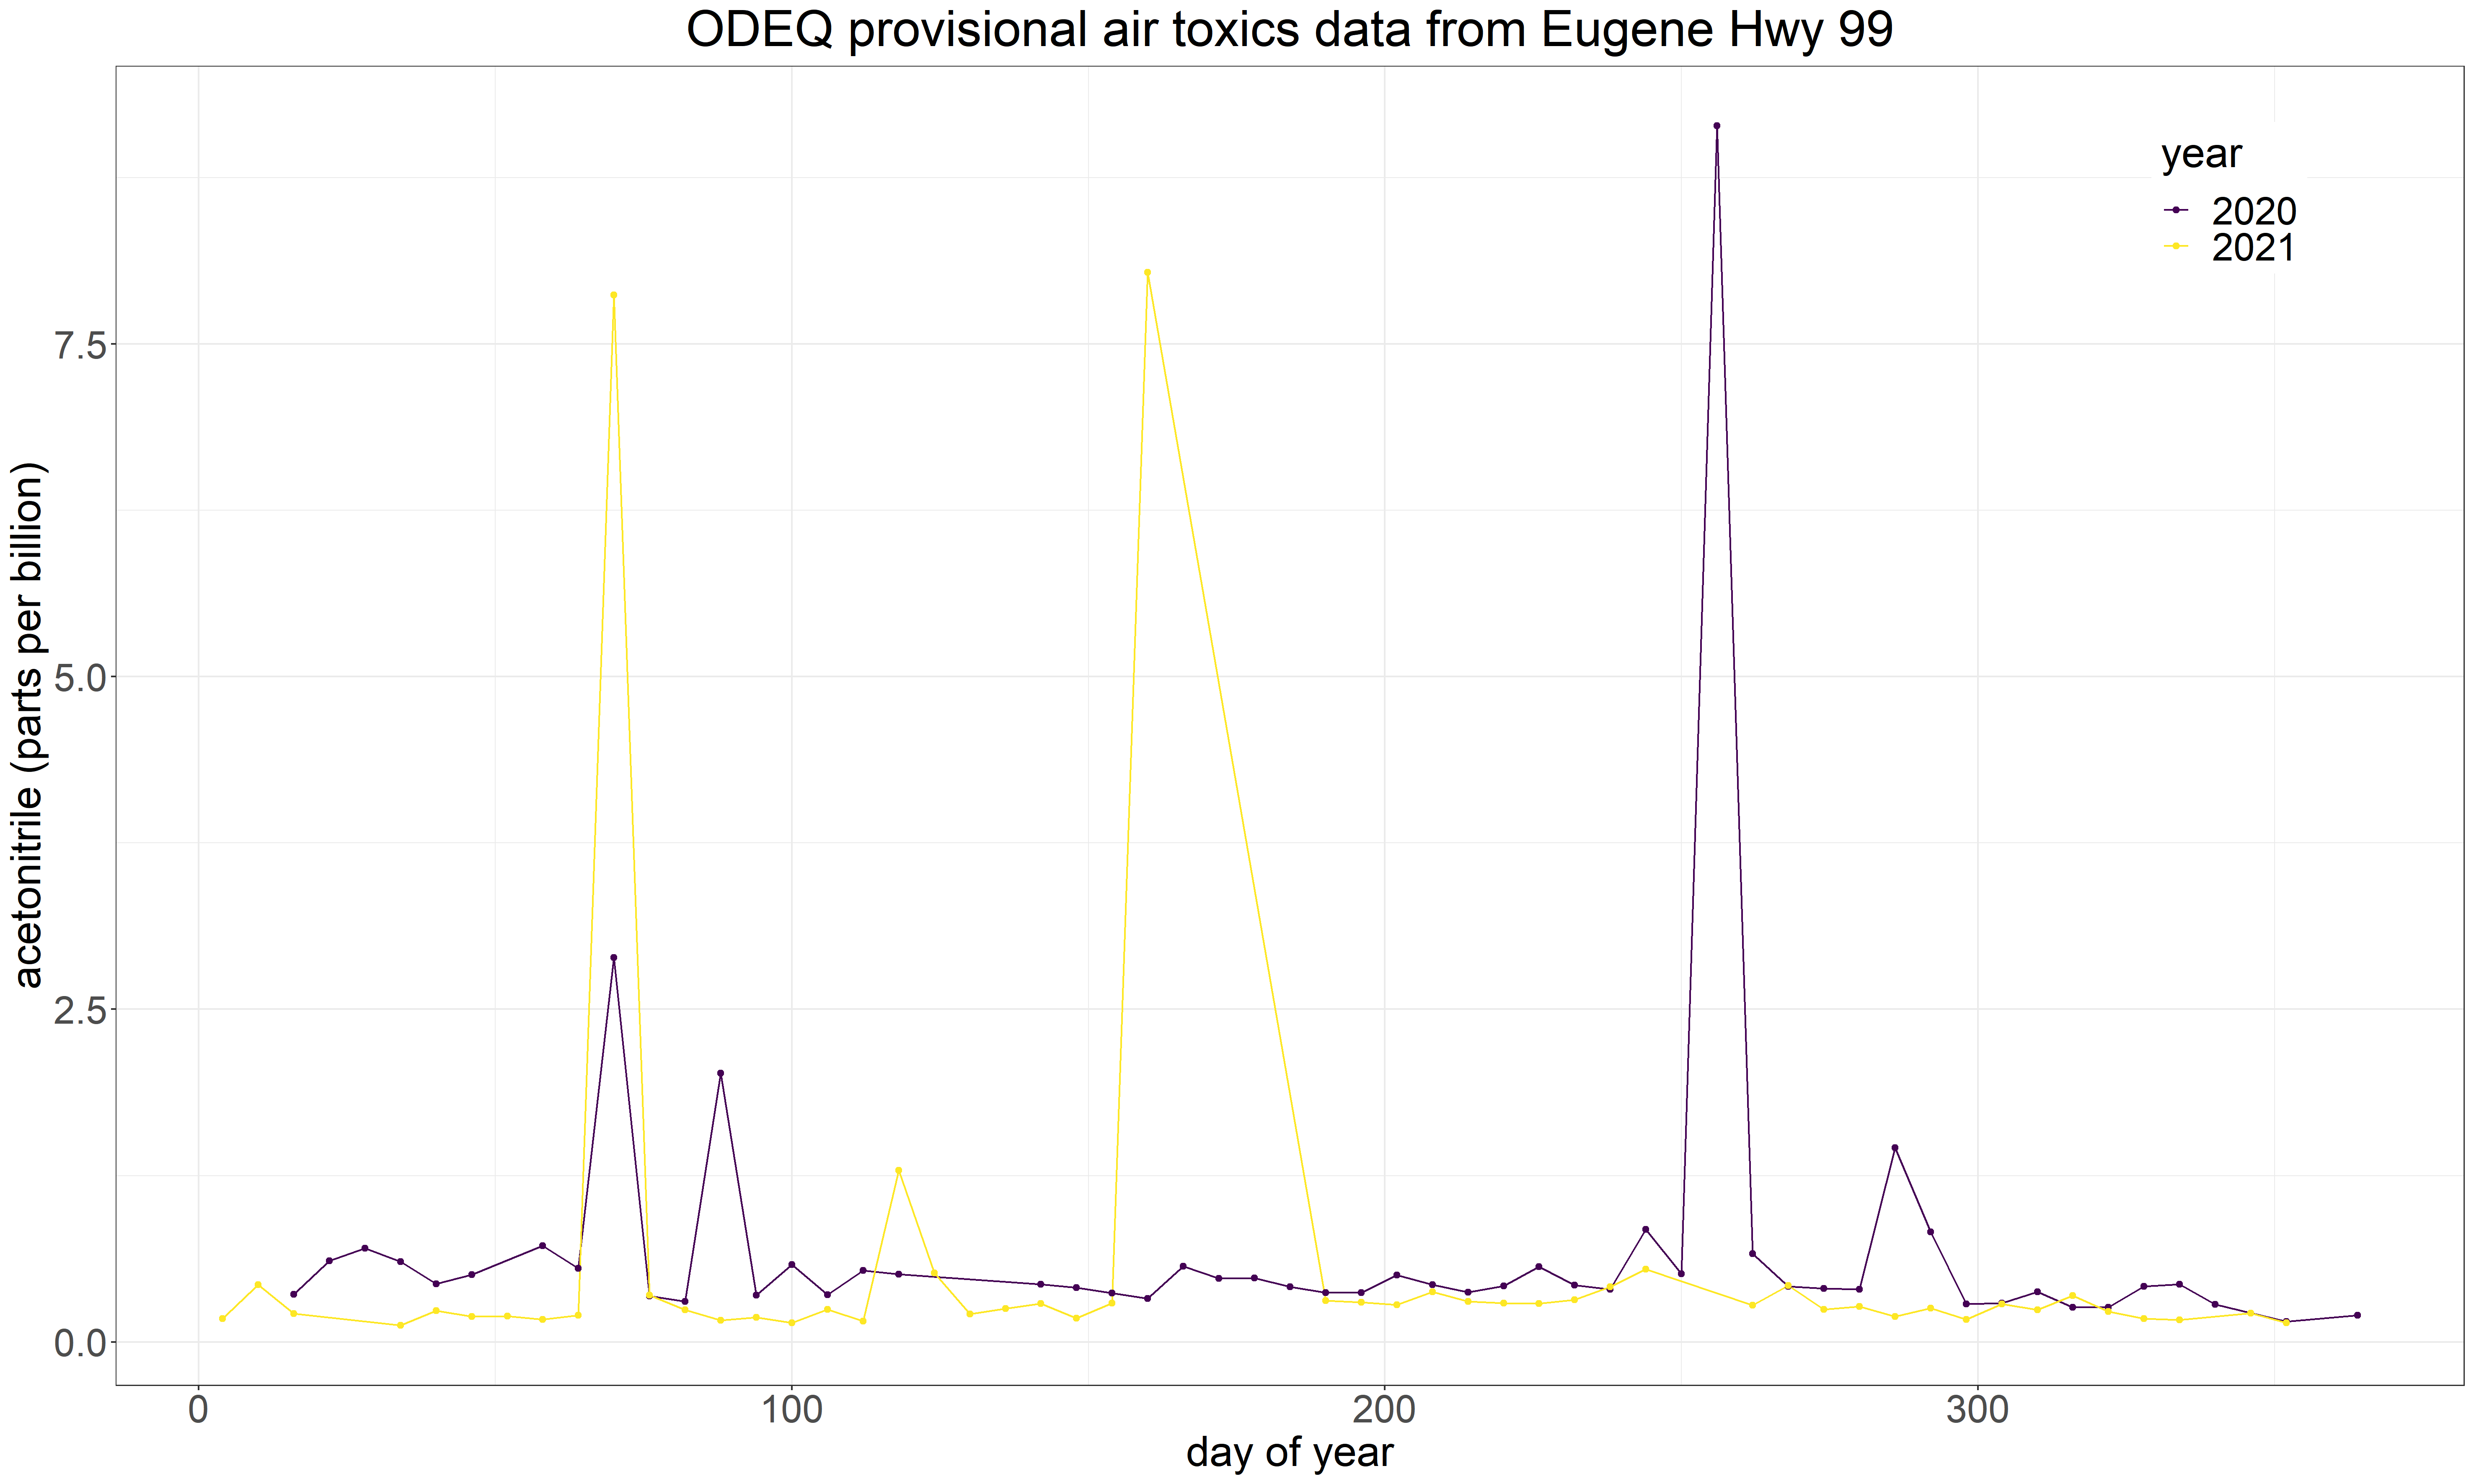 ODEQ provisional air toxics data from Eugene Hwy 99
year
2020
2021
7.5
5.0
2.5
0.0
acetonitrile (parts per billion)
0 100 200 300
day of year